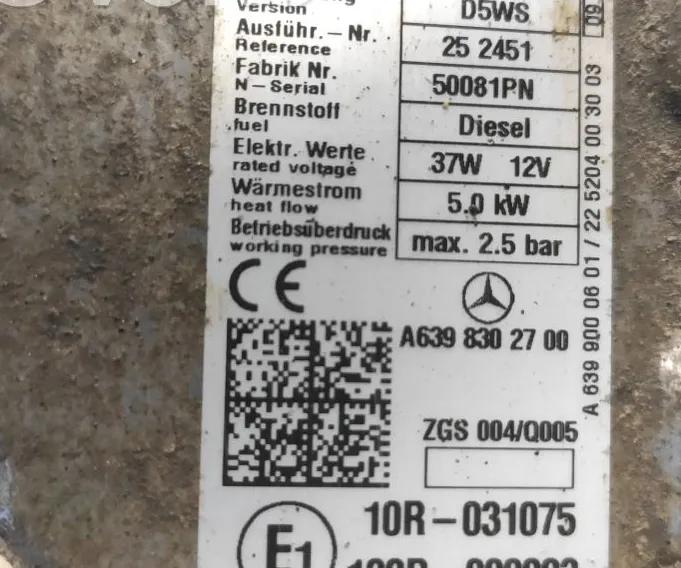 Version D5WS
Ausführ.-Nr.
Reference 25 2451
Fabrik Nr.
N-Serial 50081PN
Brennstoff
fuel Diesel
Elektr. Werte
rated voltage 37W 12V
Wärmestrom
heat flow 5.0 kW
Betriebsüberdruck
working pressure max. 2.5 bar
CE
A639 830 27 00
ZGS 004/Q005
E1
10R-031075
A 639 900 06 01 / 22 5204 00 30 03
09